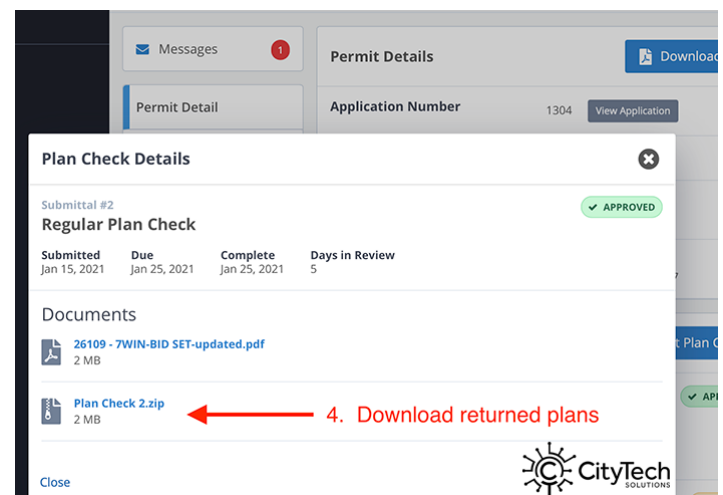 Messages
1
Permit Details
Download
Permit Detail
Application Number
1304
View Application
Plan Check Details
Submittal #2
APPROVED
Regular Plan Check
Submitted Due Complete Days in Review
Jan 15, 2021 Jan 25, 2021 Jan 25, 2021 5
7
Documents
26109 - 7WIN-BID SET-updated.pdf
2 MB
t Plan C
Plan Check 2.zip
2 MB
4. Download returned plans
AP
Close
CityTech
SOLUTIONS